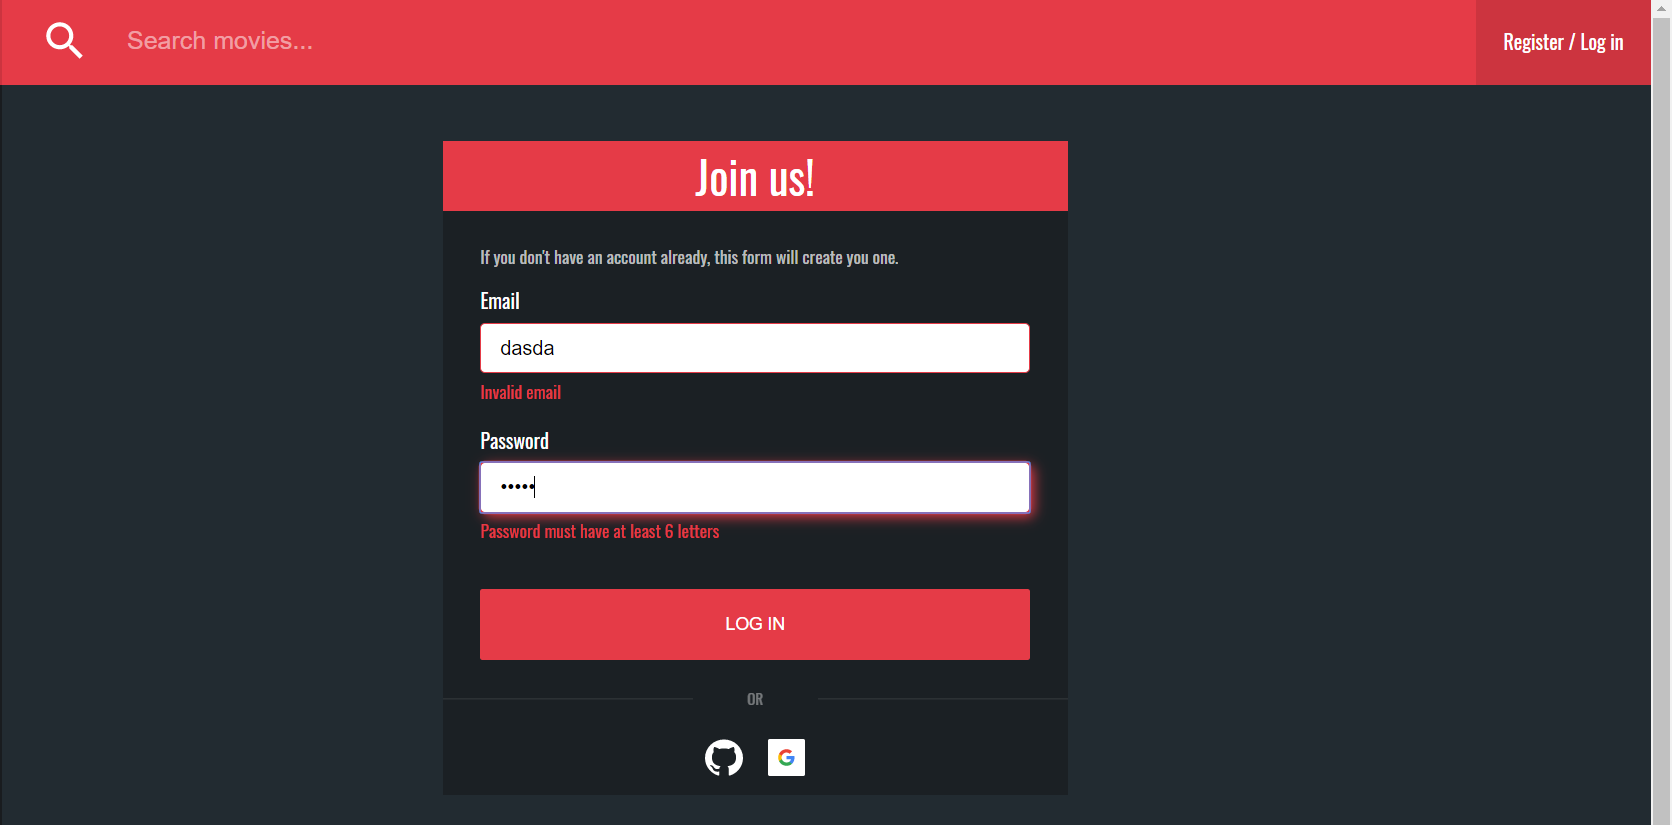 Search movies...
Register / Log in
Join us!
If you don't have an account already, this form will create you one.
Email
dasda
Invalid email
Password
•••••
Password must have at least 6 letters
LOG IN
OR
G